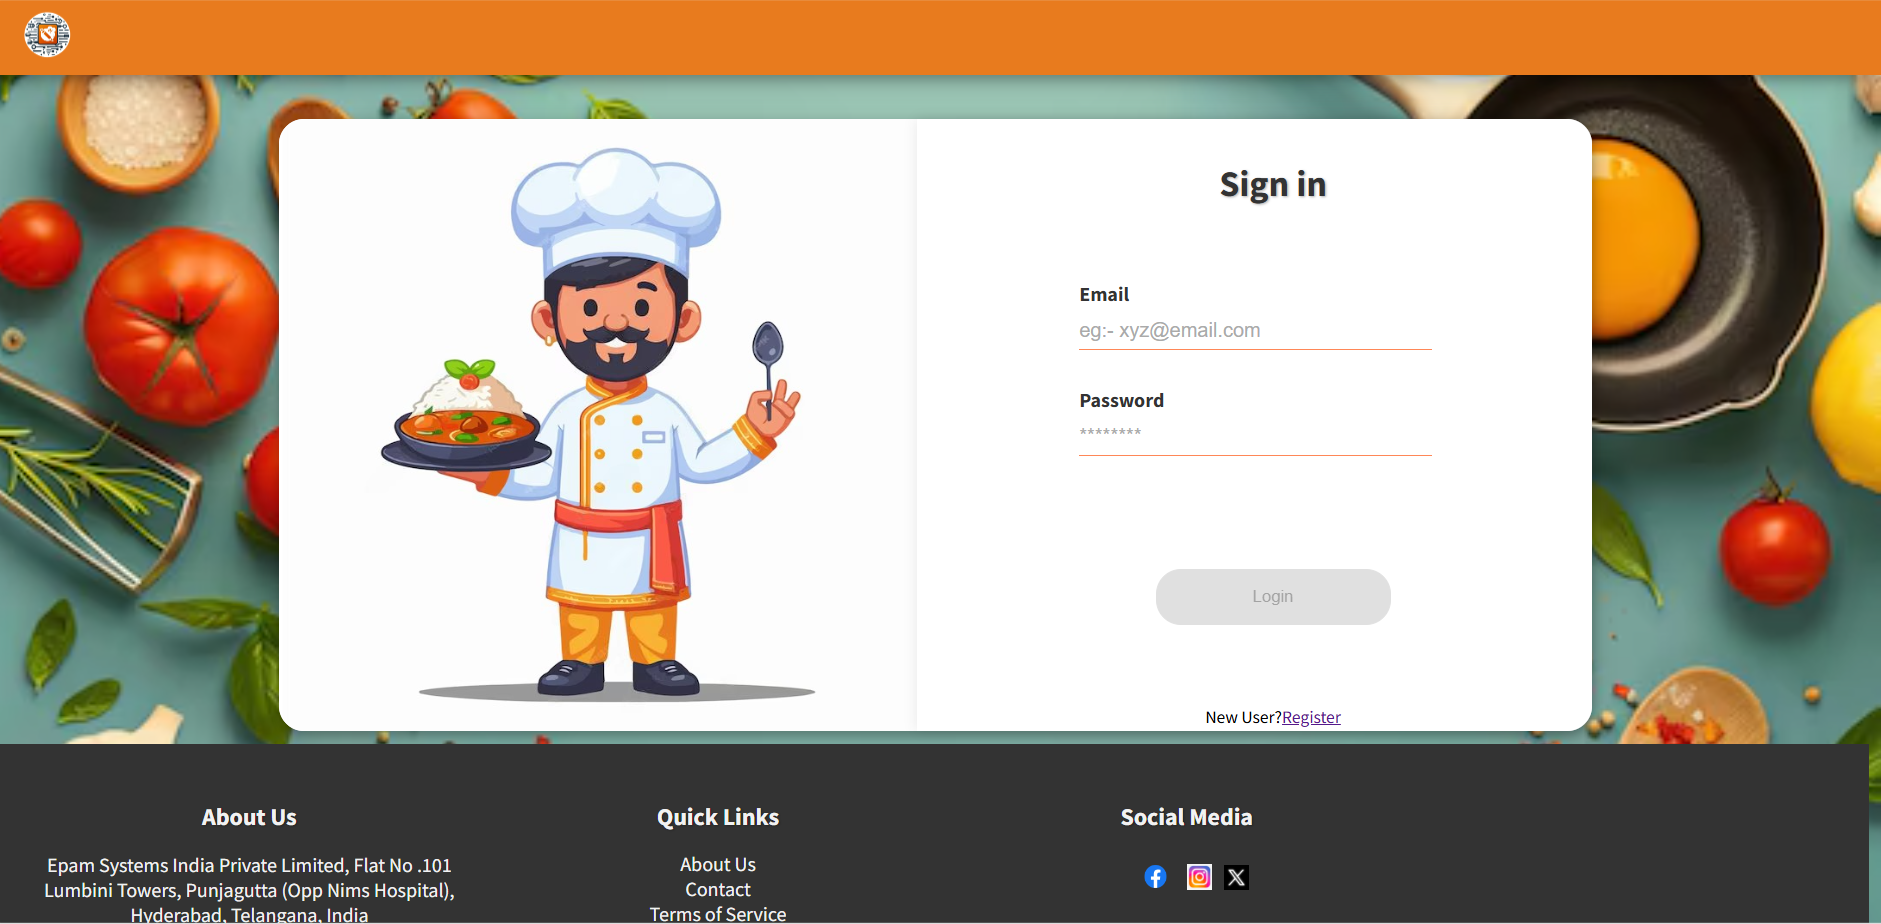 Sign in
Email
eg:- xyz@email.com
Password
********
Login
New User?Register
About Us
Epam Systems India Private Limited, Flat No .101
Lumbini Towers, Punjagutta (Opp Nims Hospital),
Hyderabad, Telangana, India
Quick Links
About Us
Contact
Terms of Service
Social Media